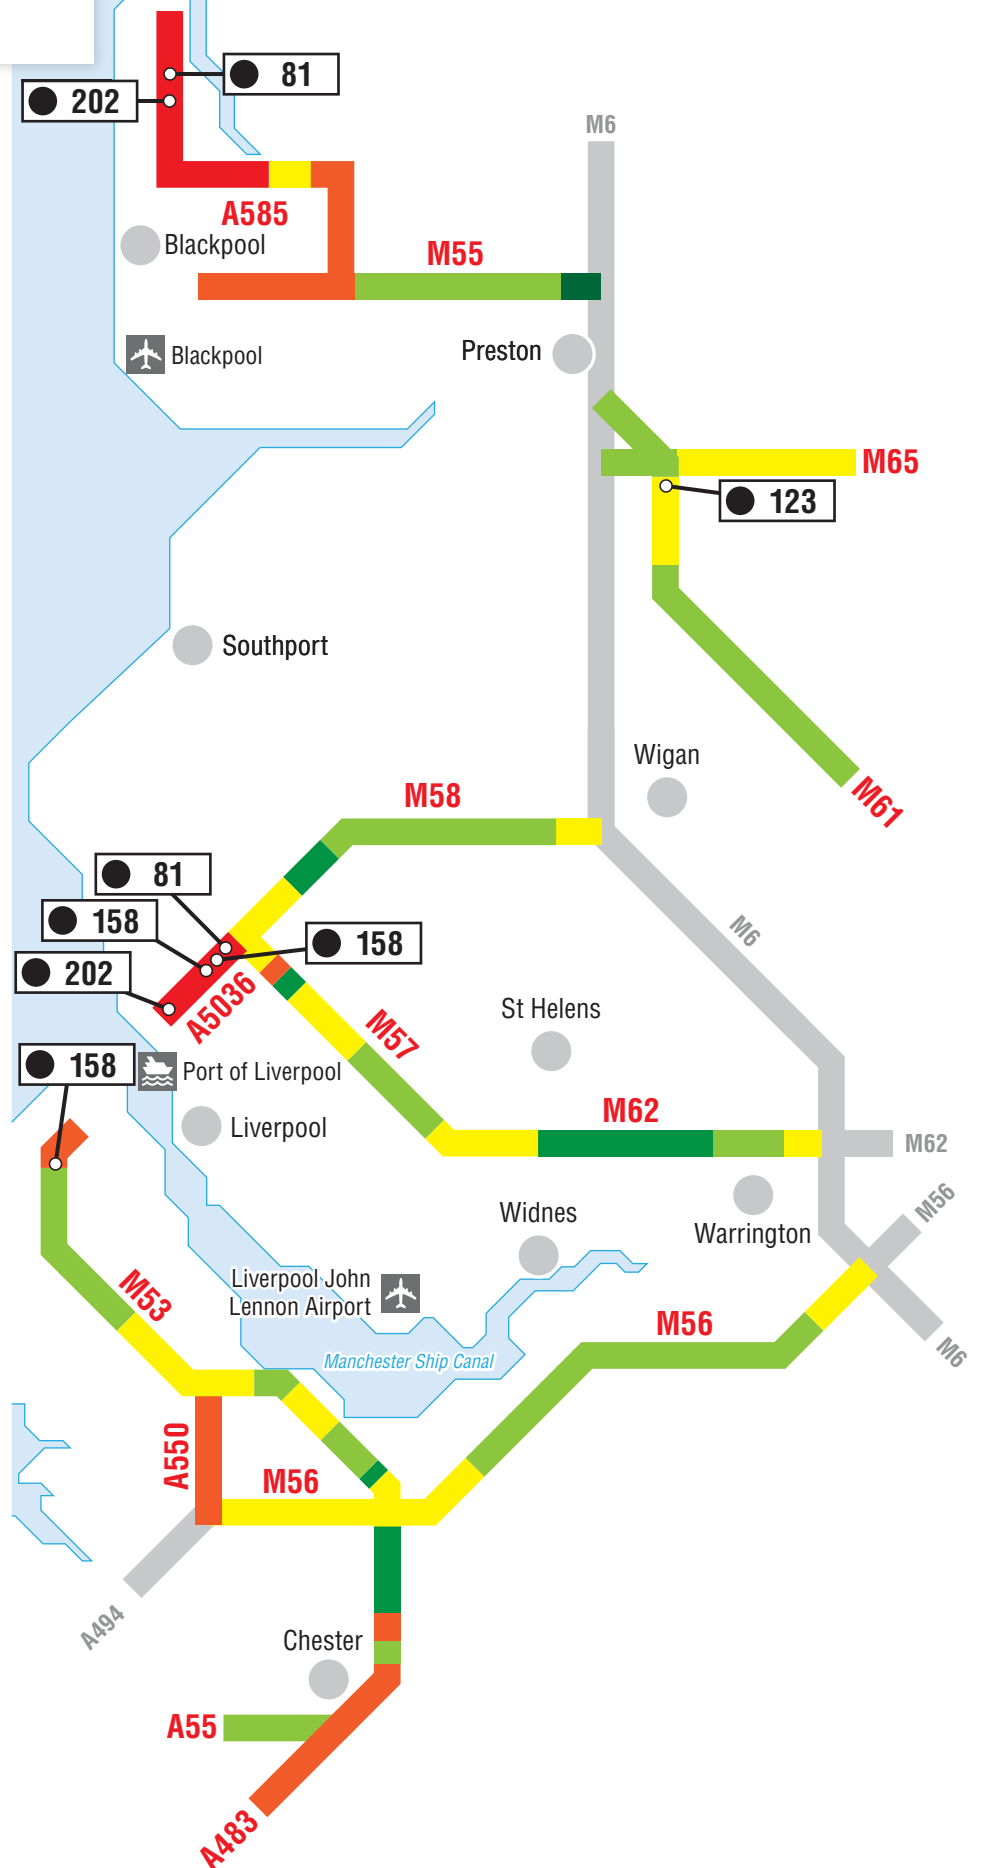 81
202
M6
A585
Blackpool
M55
Blackpool
Preston
M65
123
Southport
Wigan
M58
M61
81
158
158
202
A5036
M6
St Helens
M57
Port of Liverpool
158
Liverpool
M62
M62
Widnes
Warrington
M56
Liverpool John
Lennon Airport
M53
M56
Manchester Ship Canal
M6
A550
M56
A494
Chester
A55
A483